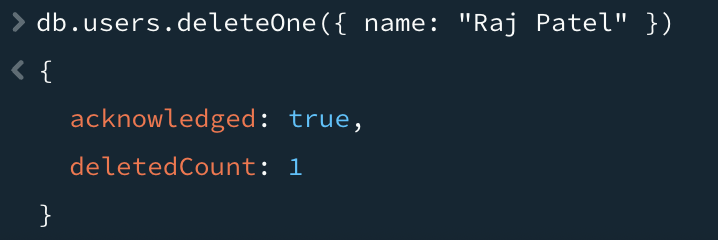 > db.users.deleteOne({ name: "Raj Patel" })
< {
acknowledged: true,
deletedCount: 1
}